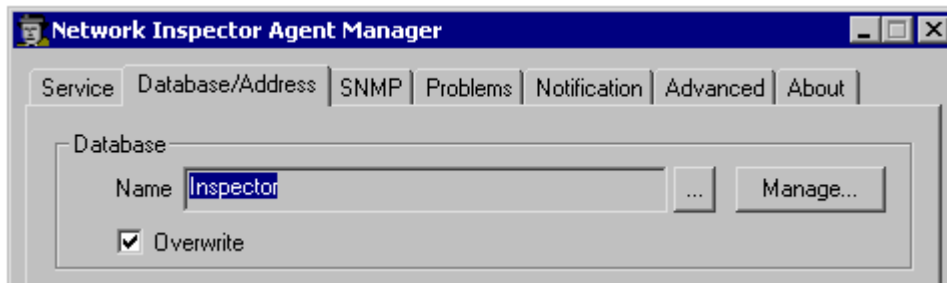 Network Inspector Agent Manager
Service Database/Address SNMP Problems Notification Advanced About
Database
Name Inspector ... Manage...
Overwrite